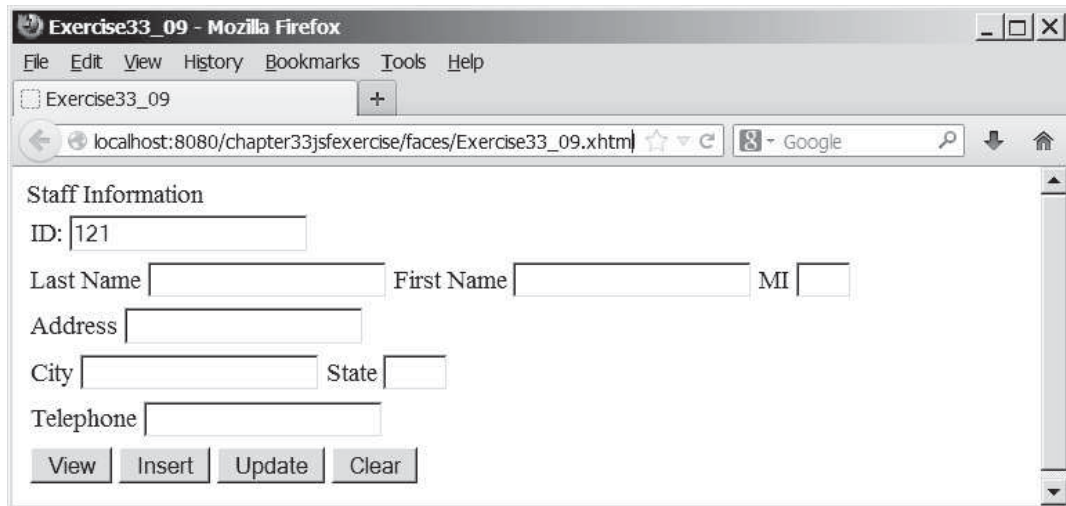 Exercise33_09 - Mozilla Firefox
File Edit View History Bookmarks Tools Help
Exercise33_09 +
localhost:8080/chapter33jsfexercise/faces/Exercise33_09.xhtml Google
Staff Information
ID: 121
Last Name First Name MI
Address
City State
Telephone
View Insert Update Clear